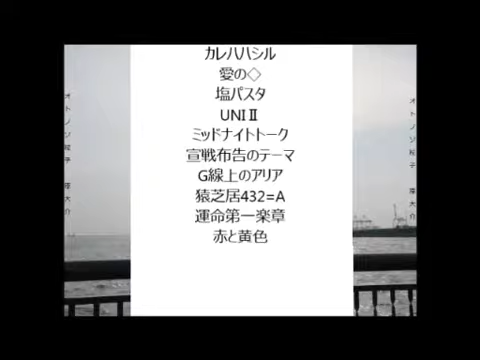 カレハハシル
愛の◇
塩パスタ
UNIⅡ
ミッドナイトトーク
宣戦布告のテーマ
G線上のアリア
猿芝居432=A
運命第一楽章
赤と黄色